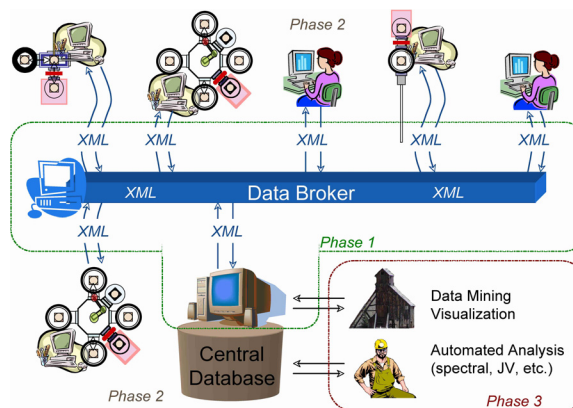 Phase 2
XML
XML
XML
XML
XML
XML
Data Broker
XML
XML
XML
Phase 1
Data Mining
Visualization
Central
Database
Automated Analysis
(spectral, JV, etc.)
Phase 2
Phase 3